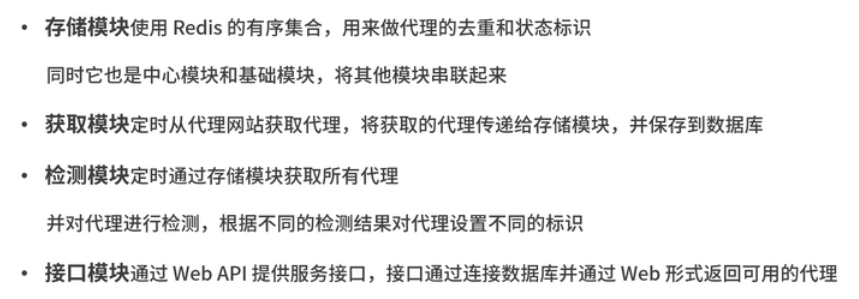 • 存储模块使用 Redis 的有序集合，用来做代理的去重和状态标识
同时它也是中心模块和基础模块，将其他模块串联起来
• 获取模块定时从代理网站获取代理，将获取的代理传递给存储模块，并保存到数据库
• 检测模块定时通过存储模块获取所有代理
并对代理进行检测，根据不同的检测结果对代理设置不同的标识
• 接口模块通过 Web API 提供服务接口，接口通过连接数据库并通过 Web 形式返回可用的代理